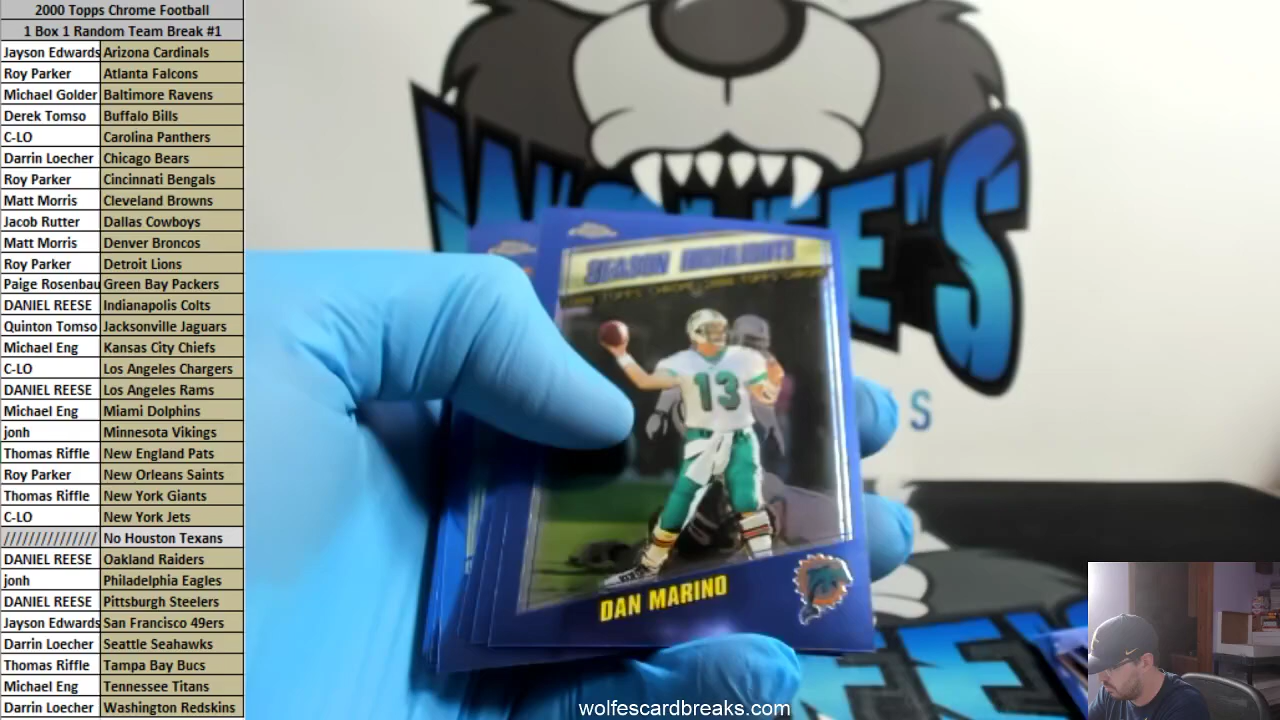 2000 Topps Chrome Football
1 Box 1 Random Team Break #1
Jayson Edwards Arizona Cardinals
Roy Parker Atlanta Falcons
Michael Golder Baltimore Ravens
Derek Tomso Buffalo Bills
C-LO Carolina Panthers
Darrin Loecher Chicago Bears
Roy Parker Cincinnati Bengals
Matt Morris Cleveland Browns
Jacob Rutter Dallas Cowboys
Matt Morris Denver Broncos
Roy Parker Detroit Lions
Paige Rosenbau Green Bay Packers
DANIEL REESE Indianapolis Colts
Quinton Tomso Jacksonville Jaguars
Michael Eng Kansas City Chiefs
C-LO Los Angeles Chargers
DANIEL REESE Los Angeles Rams
Michael Eng Miami Dolphins
jonh Minnesota Vikings
Thomas Riffle New England Pats
Roy Parker New Orleans Saints
Thomas Riffle New York Giants
C-LO New York Jets
/////////////// No Houston Texans
DANIEL REESE Oakland Raiders
jonh Philadelphia Eagles
DANIEL REESE Pittsburgh Steelers
Jayson Edwards San Francisco 49ers
Darrin Loecher Seattle Seahawks
Thomas Riffle Tampa Bay Bucs
Michael Eng Tennessee Titans
Darrin Loecher Washington Redskins
SEASON HIGHLIGHTS
13
DAN MARINO
S
wolfescardbreaks.com